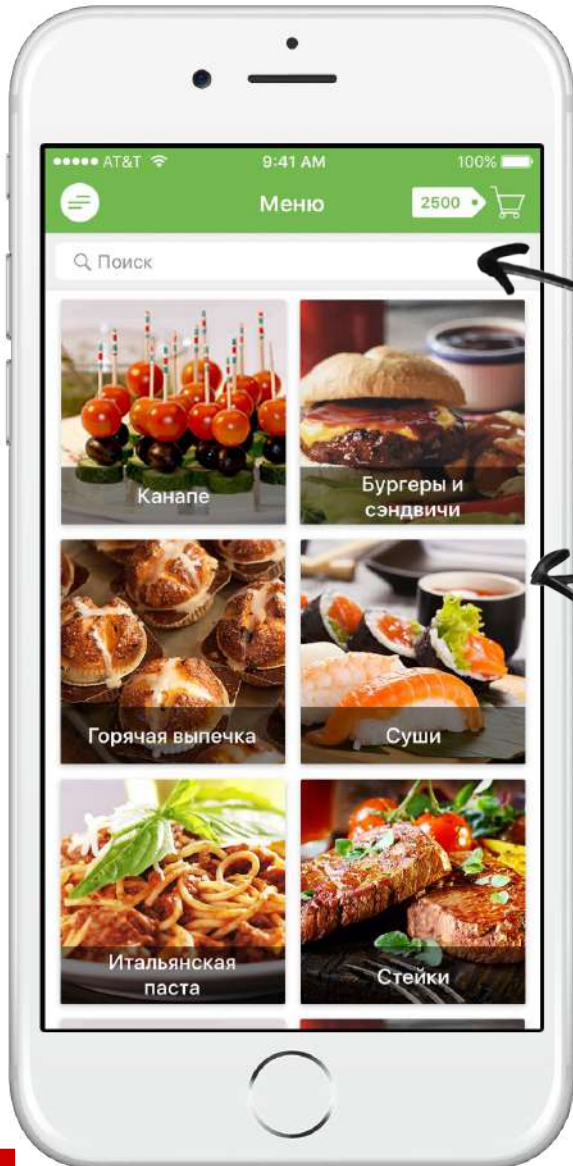 AT&T 9:41 AM 100%
Меню 2500
Поиск
Канапе
Бургеры и
сэндвичи
Горячая выпечка
Суши
Итальянская
паста
Стейки